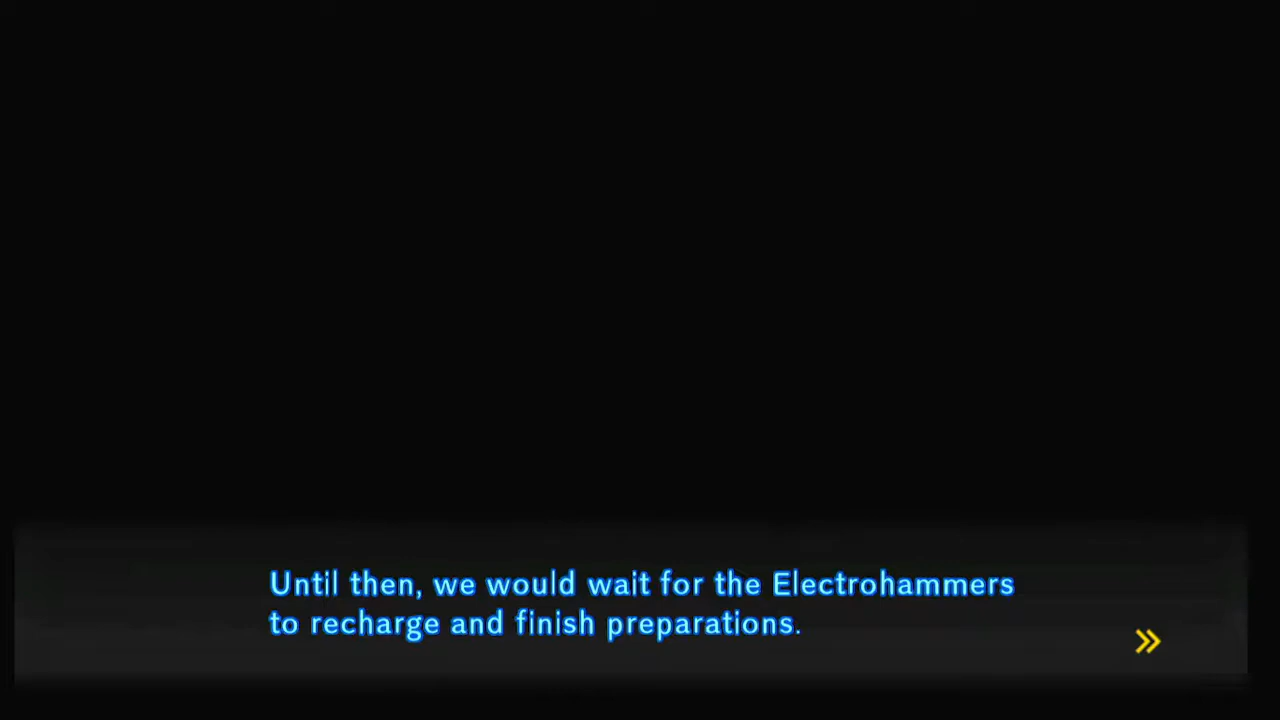 Until then, we would wait for the Electrohammers
to recharge and finish preparations.